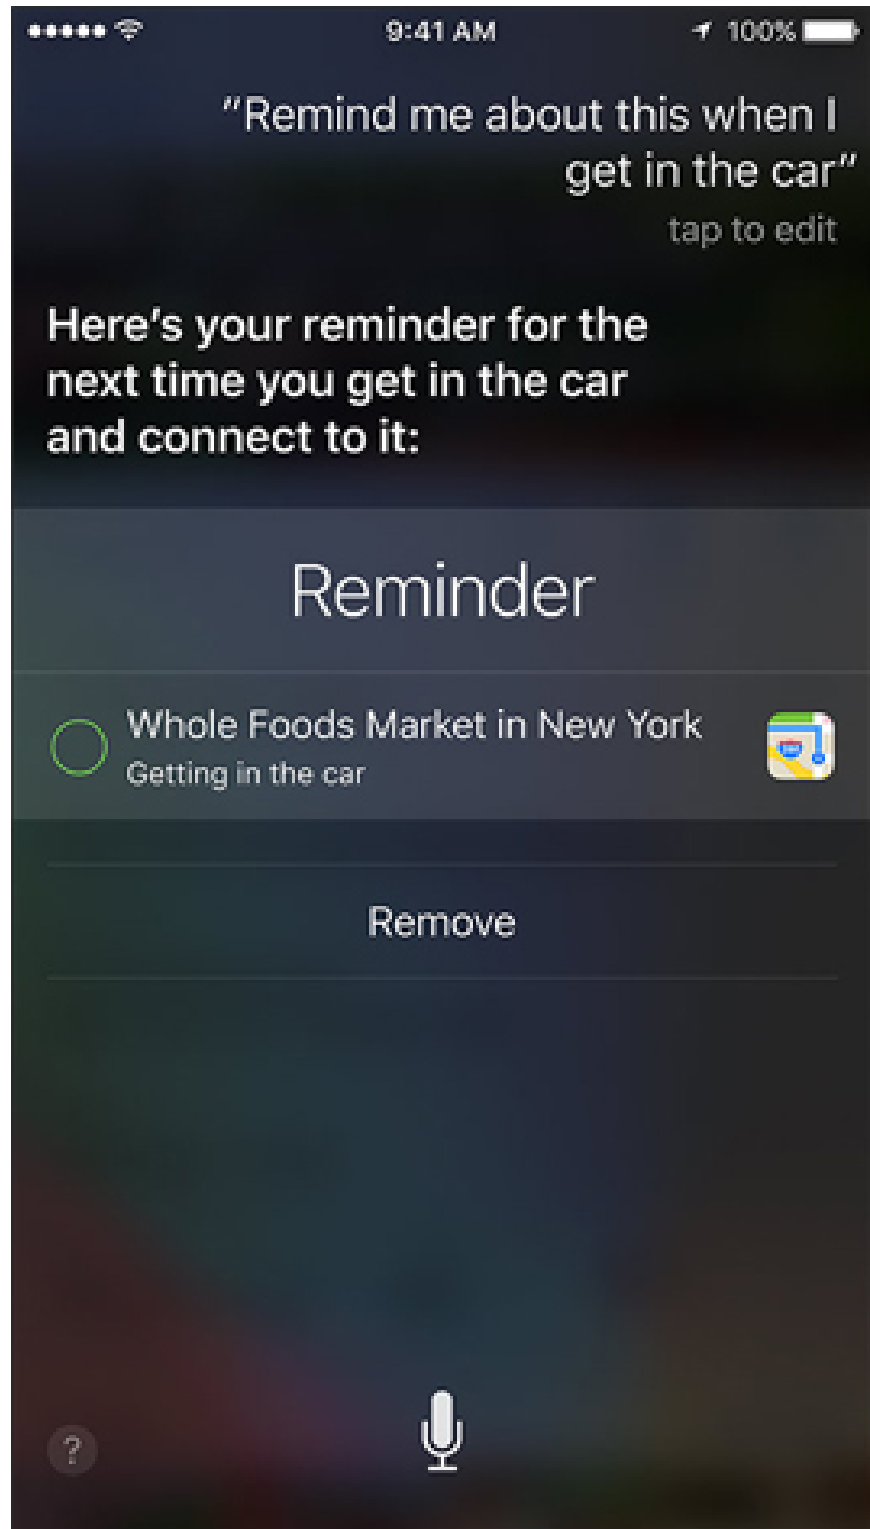 9:41 AM 100%
"Remind me about this when I
get in the car"
tap to edit
Here's your reminder for the
next time you get in the car
and connect to it:
Reminder
Whole Foods Market in New York
Getting in the car
Remove
?